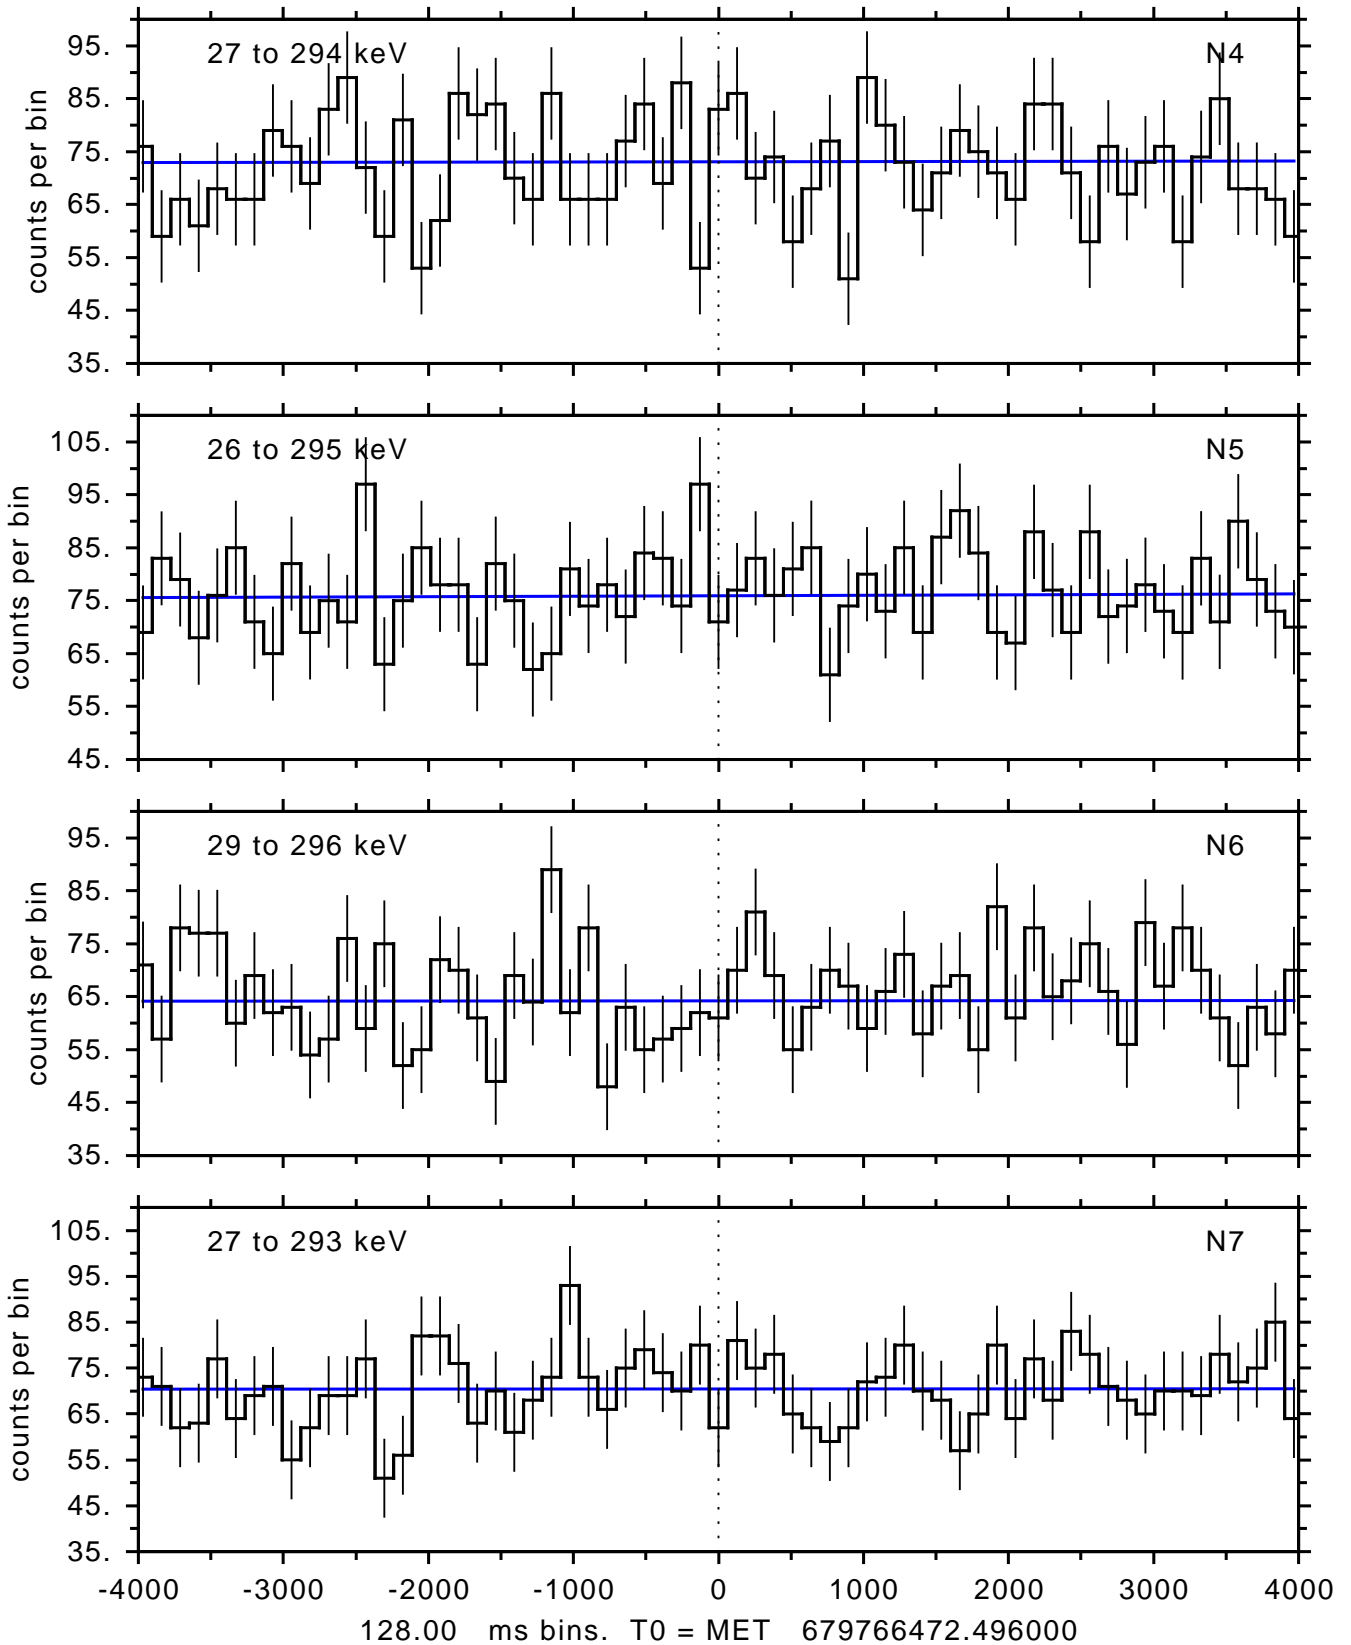 27 to 294 keV N4
95.
85.
75.
65.
55.
45.
35.
counts per bin
26 to 295 keV N5
105.
95.
85.
75.
65.
55.
45.
counts per bin
29 to 296 keV N6
95.
85.
75.
65.
55.
45.
35.
counts per bin
27 to 293 keV N7
105.
95.
85.
75.
65.
55.
45.
35.
counts per bin
-4000 -3000 -2000 -1000 0 1000 2000 3000 4000
128.00 ms bins. T0 = MET 679766472.496000